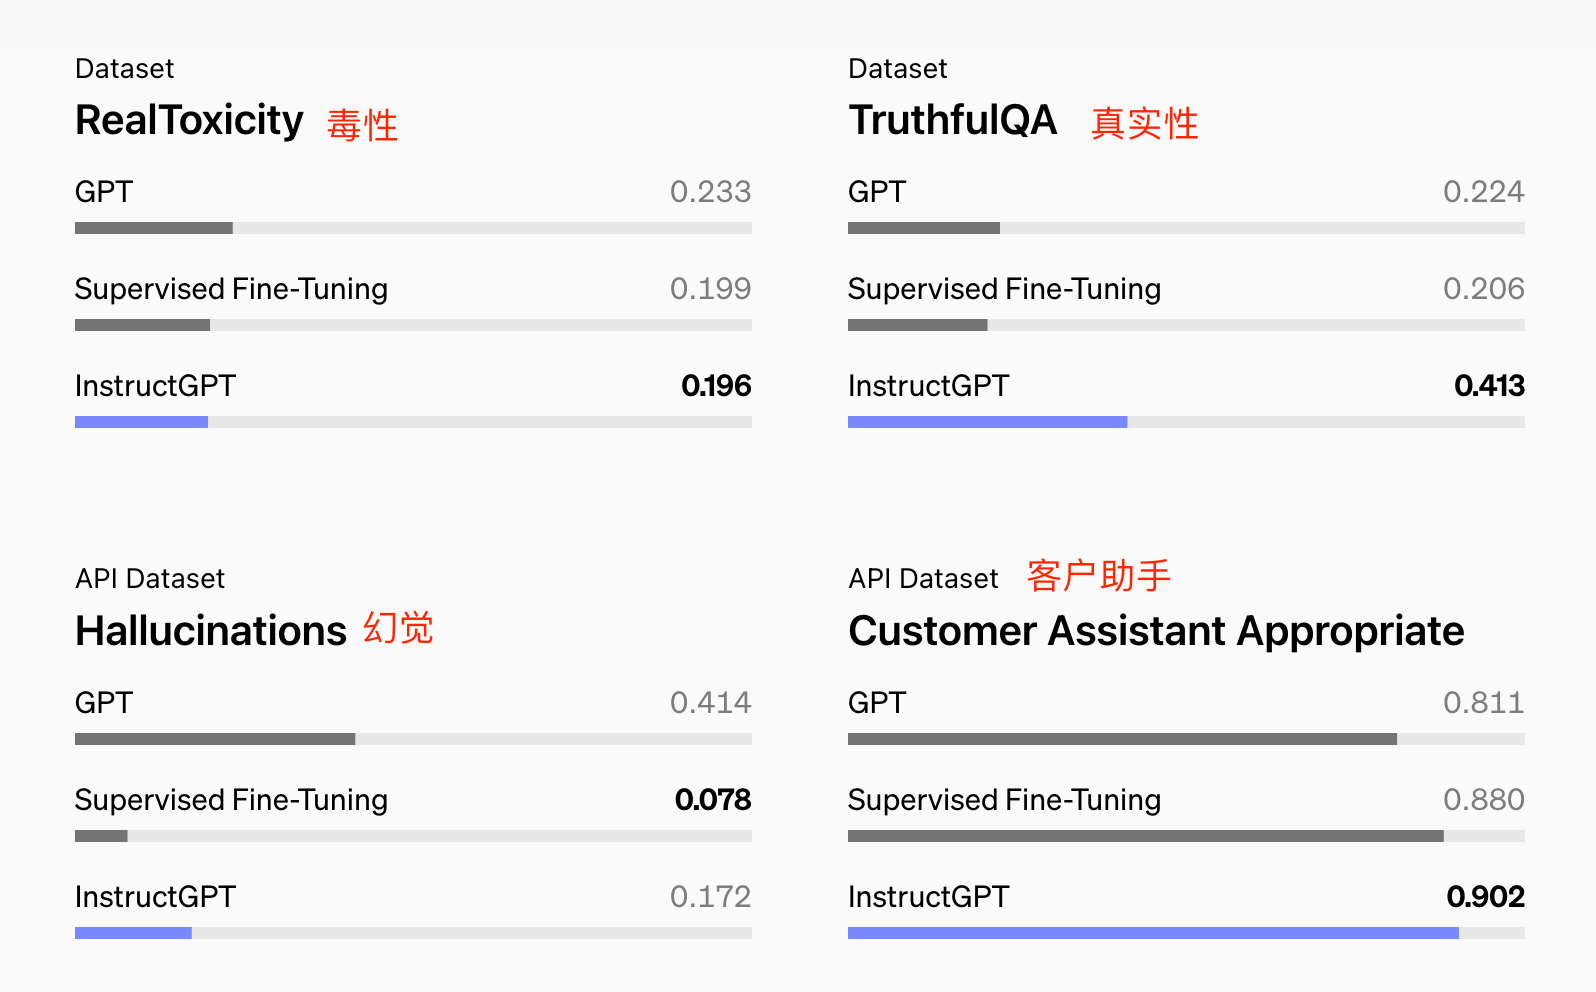 Dataset
RealToxicity 毒性
GPT 0.233
Supervised Fine-Tuning 0.199
InstructGPT 0.196
Dataset
TruthfulQA 真实性
GPT 0.224
Supervised Fine-Tuning 0.206
InstructGPT 0.413
API Dataset
Hallucinations 幻觉
GPT 0.414
Supervised Fine-Tuning 0.078
InstructGPT 0.172
API Dataset 客户助手
Customer Assistant Appropriate
GPT 0.811
Supervised Fine-Tuning 0.880
InstructGPT 0.902